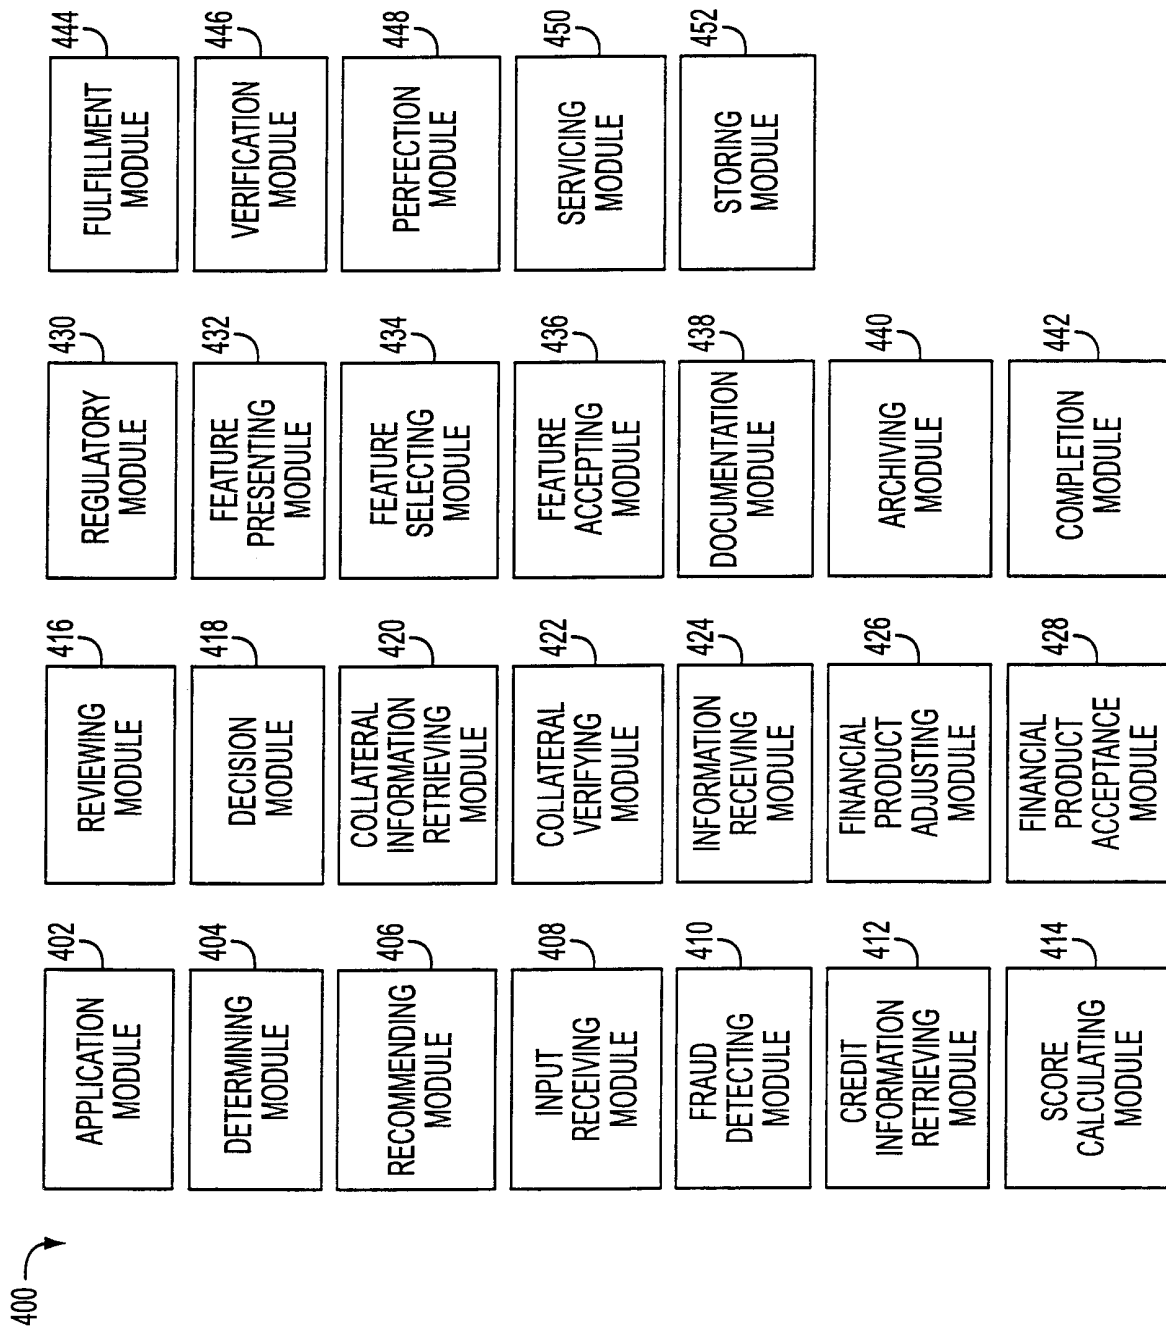 400
402
APPLICATION
MODULE
404
DETERMINING
MODULE
406
RECOMMENDING
MODULE
408
INPUT
RECEIVING
MODULE
410
FRAUD
DETECTING
MODULE
412
CREDIT
INFORMATION
RETRIEVING
MODULE
414
SCORE
CALCULATING
MODULE
416
REVIEWING
MODULE
418
DECISION
MODULE
420
COLLATERAL
INFORMATION
RETRIEVING
MODULE
422
COLLATERAL
VERIFYING
MODULE
424
INFORMATION
RECEIVING
MODULE
426
FINANCIAL
PRODUCT
ADJUSTING
MODULE
428
FINANCIAL
PRODUCT
ACCEPTANCE
MODULE
430
REGULATORY
MODULE
432
FEATURE
PRESENTING
MODULE
434
FEATURE
SELECTING
MODULE
436
FEATURE
ACCEPTING
MODULE
438
DOCUMENTATION
MODULE
440
ARCHIVING
MODULE
442
COMPLETION
MODULE
444
FULFILLMENT
MODULE
446
VERIFICATION
MODULE
448
PERFECTION
MODULE
450
SERVICING
MODULE
452
STORING
MODULE